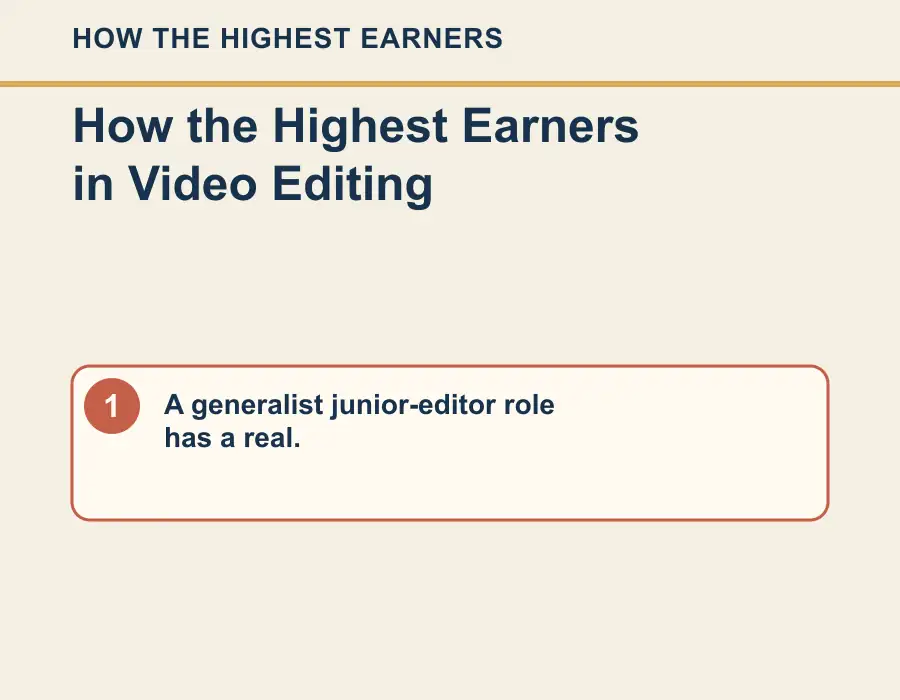 HOW THE HIGHEST EARNERS
How the Highest Earners
in Video Editing
1
A generalist junior-editor role
has a real.